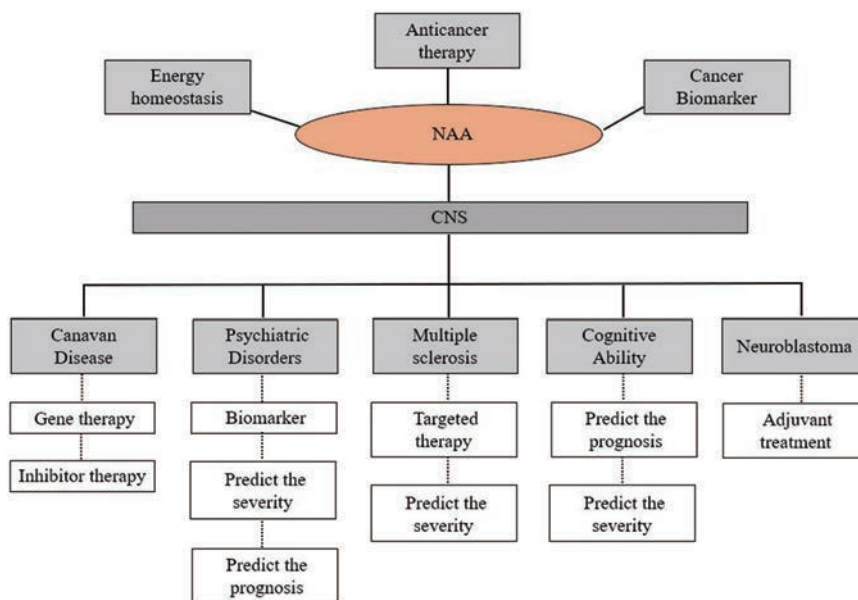 Anticancer
therapy
Energy
homeostasis
Cancer
Biomarker
NAA
CNS
Canavan
Disease
Psychiatric
Disorders
Multiple
sclerosis
Cognitive
Ability
Neuroblastoma
Gene therapy
Inhibitor therapy
Biomarker
Predict the
severity
Predict the
prognosis
Targeted
therapy
Predict the
severity
Predict the
prognosis
Predict the
severity
Adjuvant
treatment